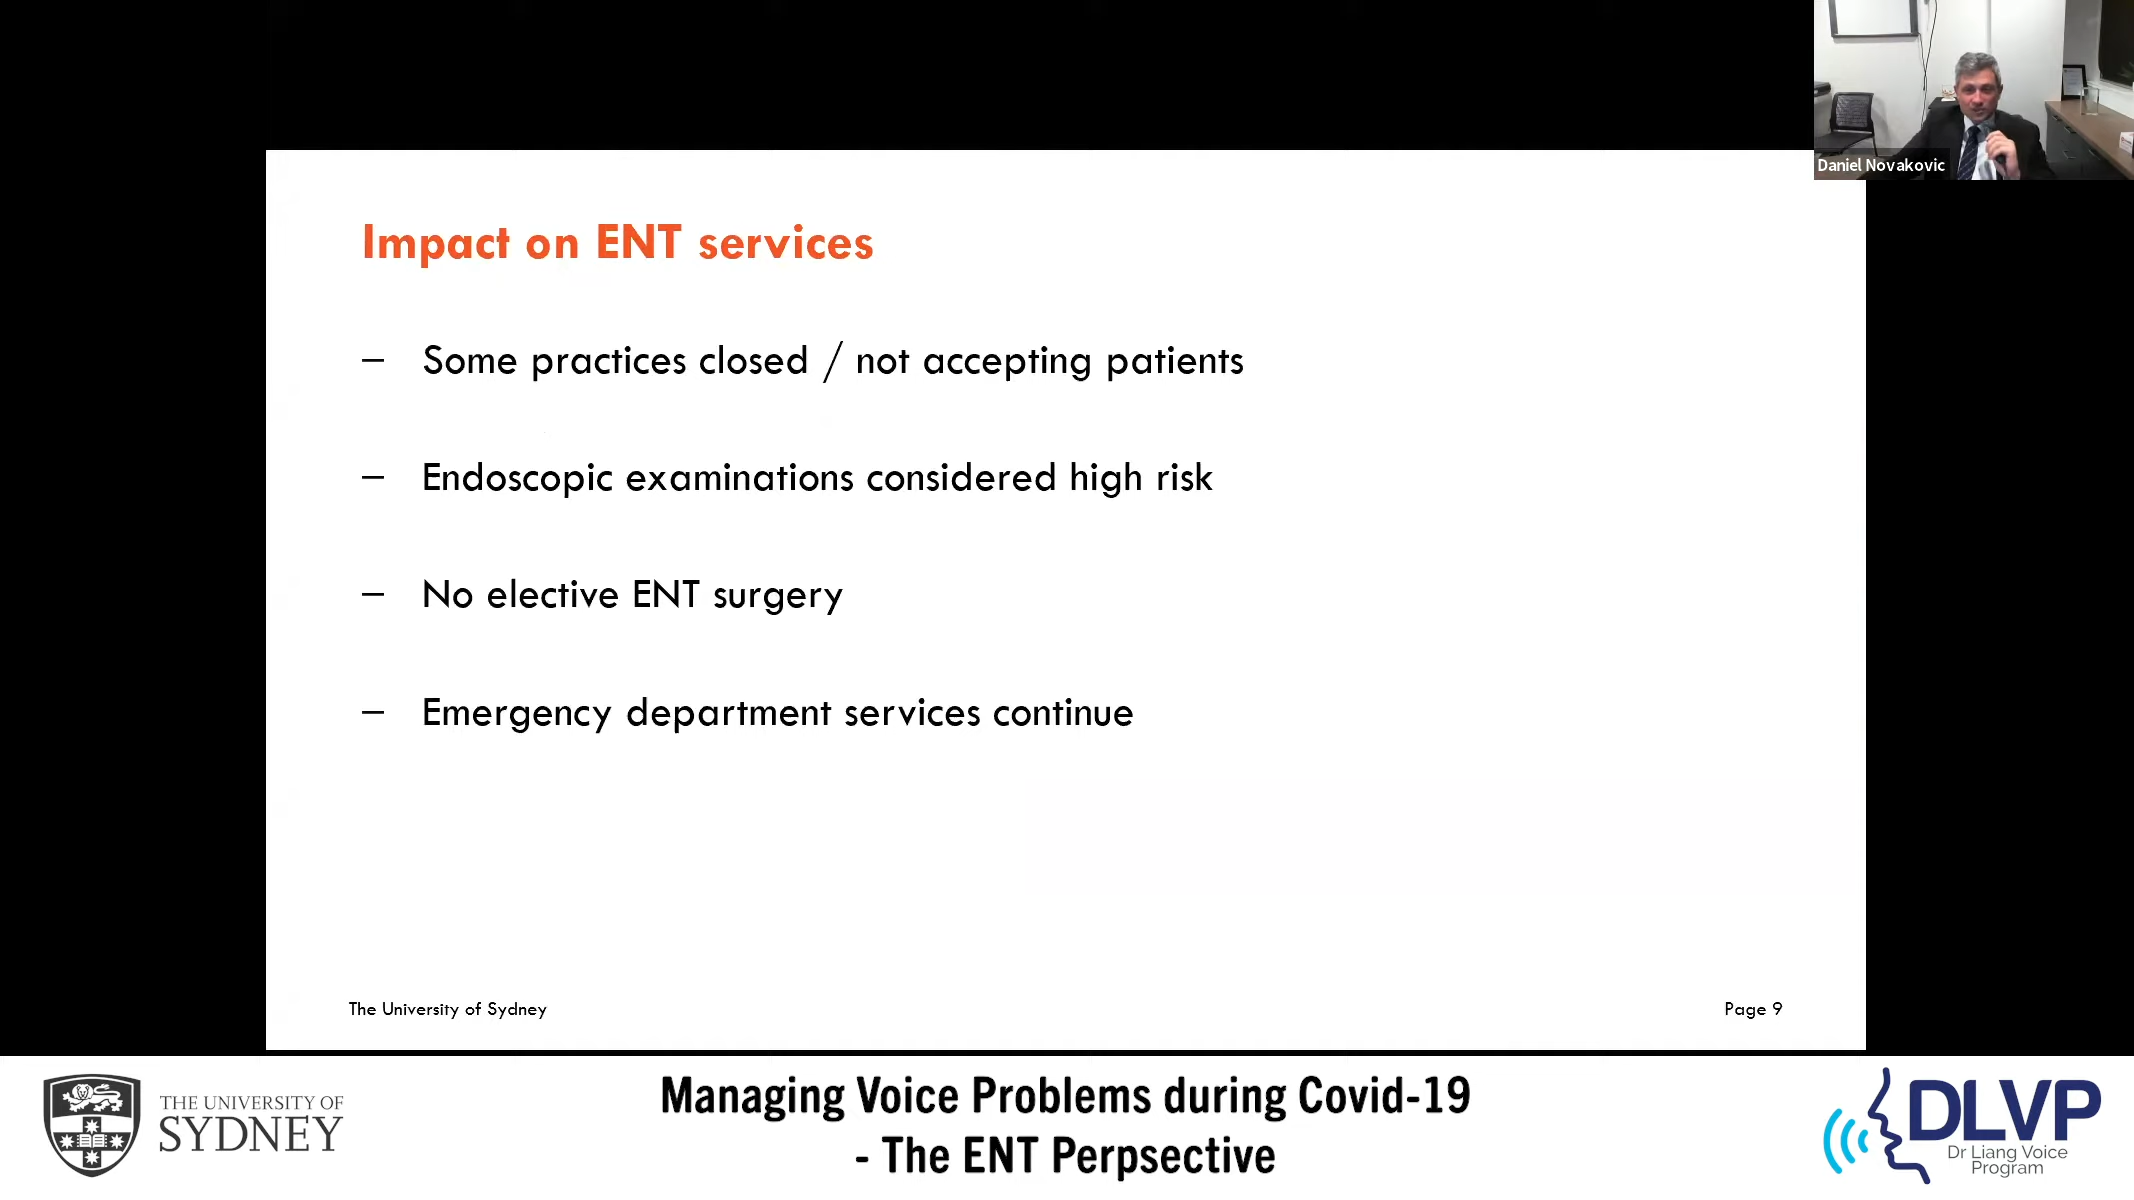 Daniel Novakovic
Impact on ENT services
– Some practices closed / not accepting patients
– Endoscopic examinations considered high risk
– No elective ENT surgery
– Emergency department services continue
The University of Sydney
Page 9
THE UNIVERSITY OF
SYDNEY
Managing Voice Problems during Covid-19
- The ENT Perpsective
DLVP
Dr Liang Voice
Program